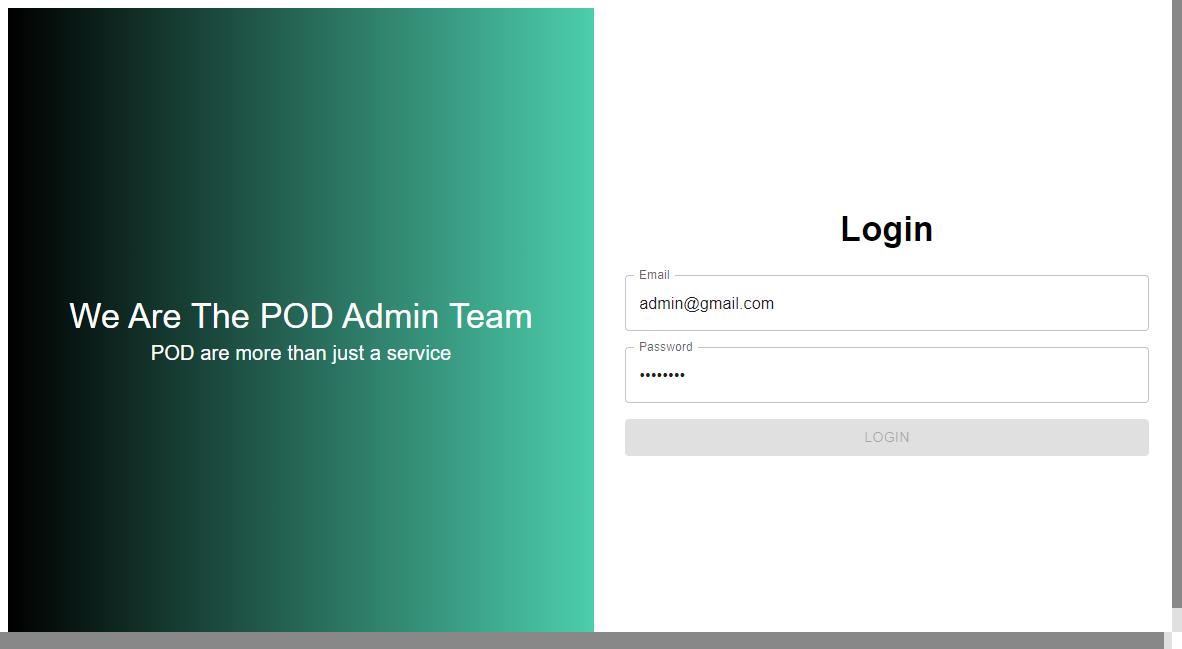 We Are The POD Admin Team
POD are more than just a service
Login
Email
admin@gmail.com
Password
••••••••
LOGIN